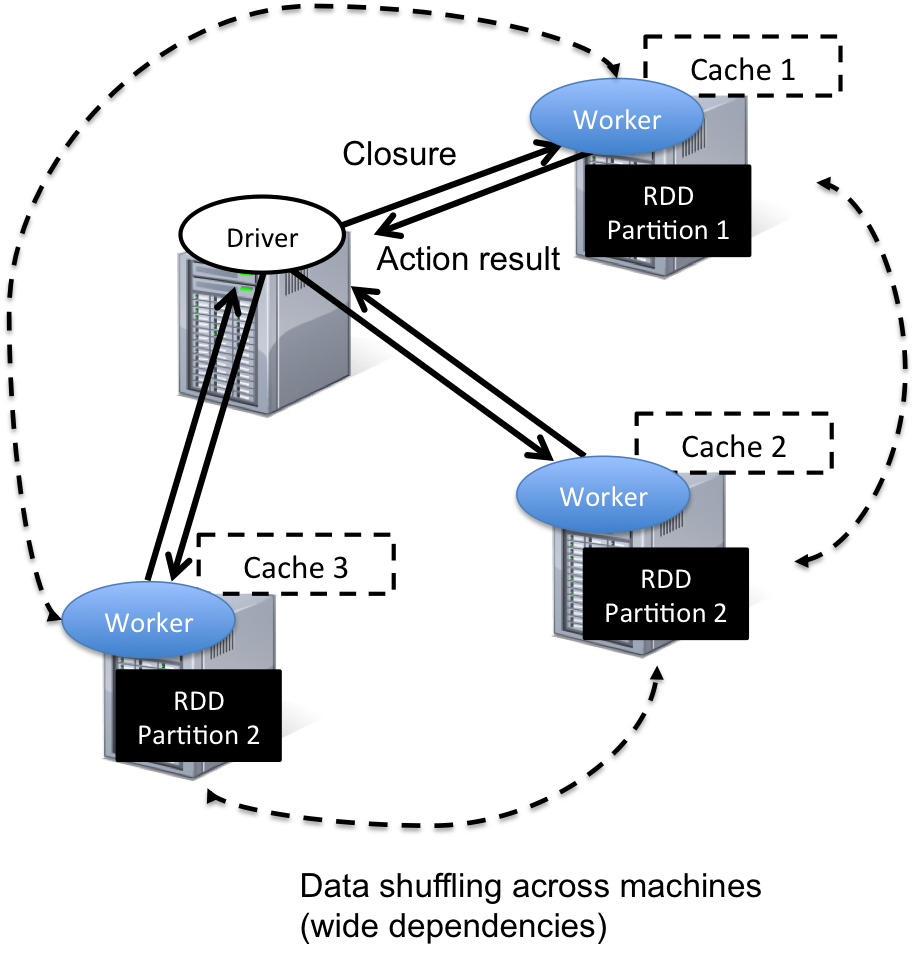 Cache 1
Worker
Closure
RDD
Partition 1
Driver
Action result
Cache 2
Worker
RDD
Partition 2
Cache 3
Worker
RDD
Partition 2
Data shuffling across machines
(wide dependencies)